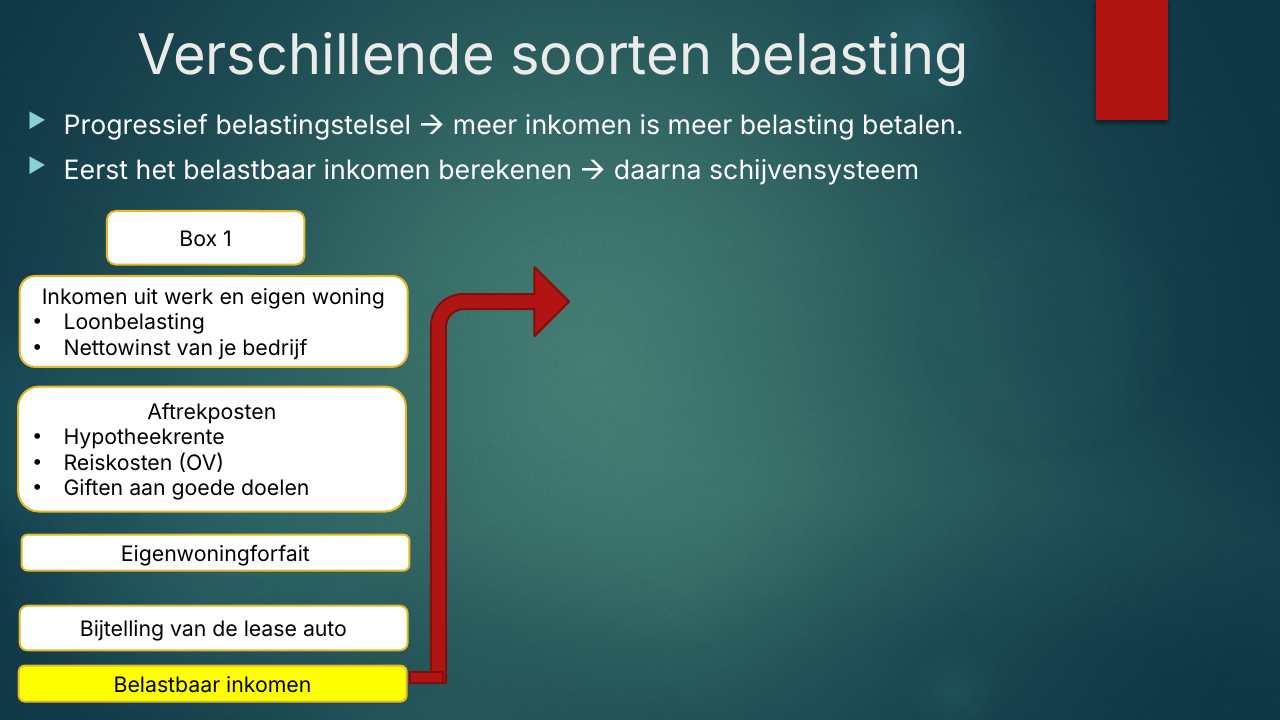 Verschillende soorten belasting
Progressief belastingstelsel → meer inkomen is meer belasting betalen.
Eerst het belastbaar inkomen berekenen → daarna schijvensysteem
Box 1
Inkomen uit werk en eigen woning
• Loonbelasting
• Nettowinst van je bedrijf
Aftrekposten
• Hypotheekrente
• Reiskosten (OV)
• Giften aan goede doelen
Eigenwoningforfait
Bijtelling van de lease auto
Belastbaar inkomen